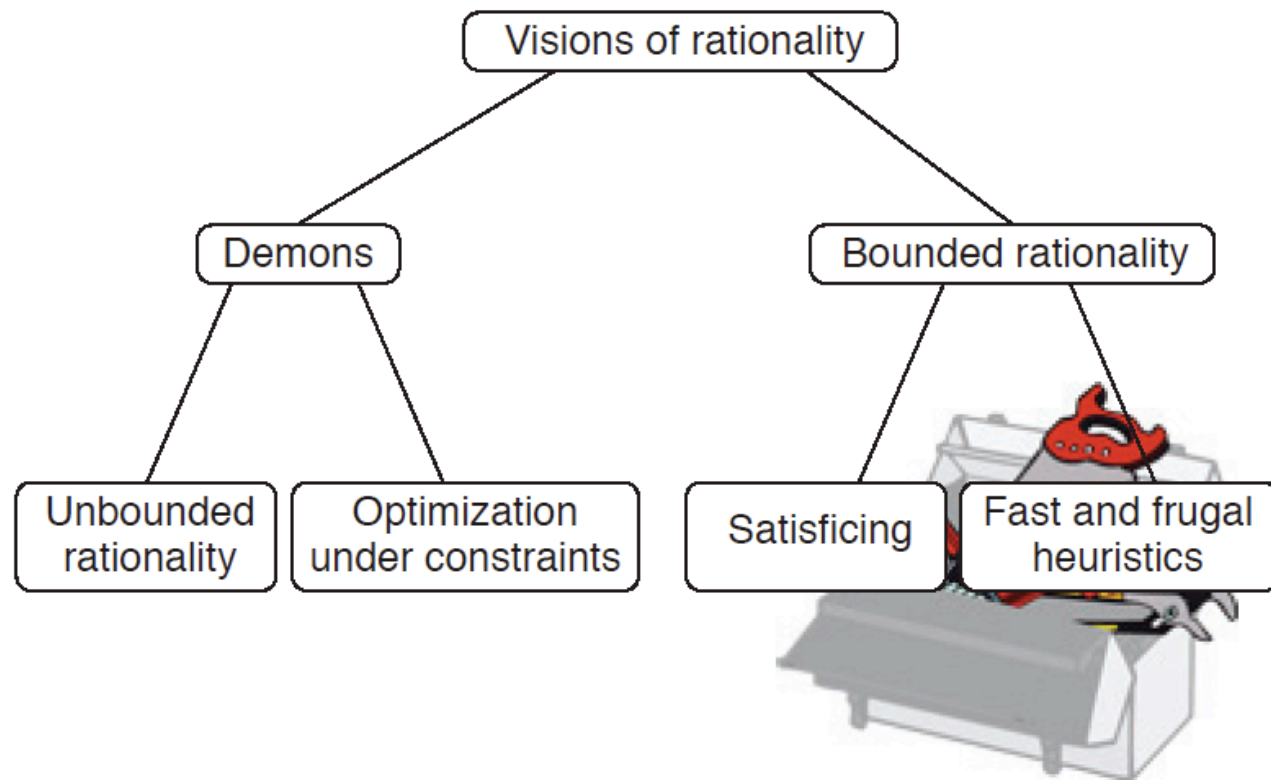 Visions of rationality
Demons
Bounded rationality
Unbounded
rationality
Optimization
under constraints
Satisficing
Fast and frugal
heuristics